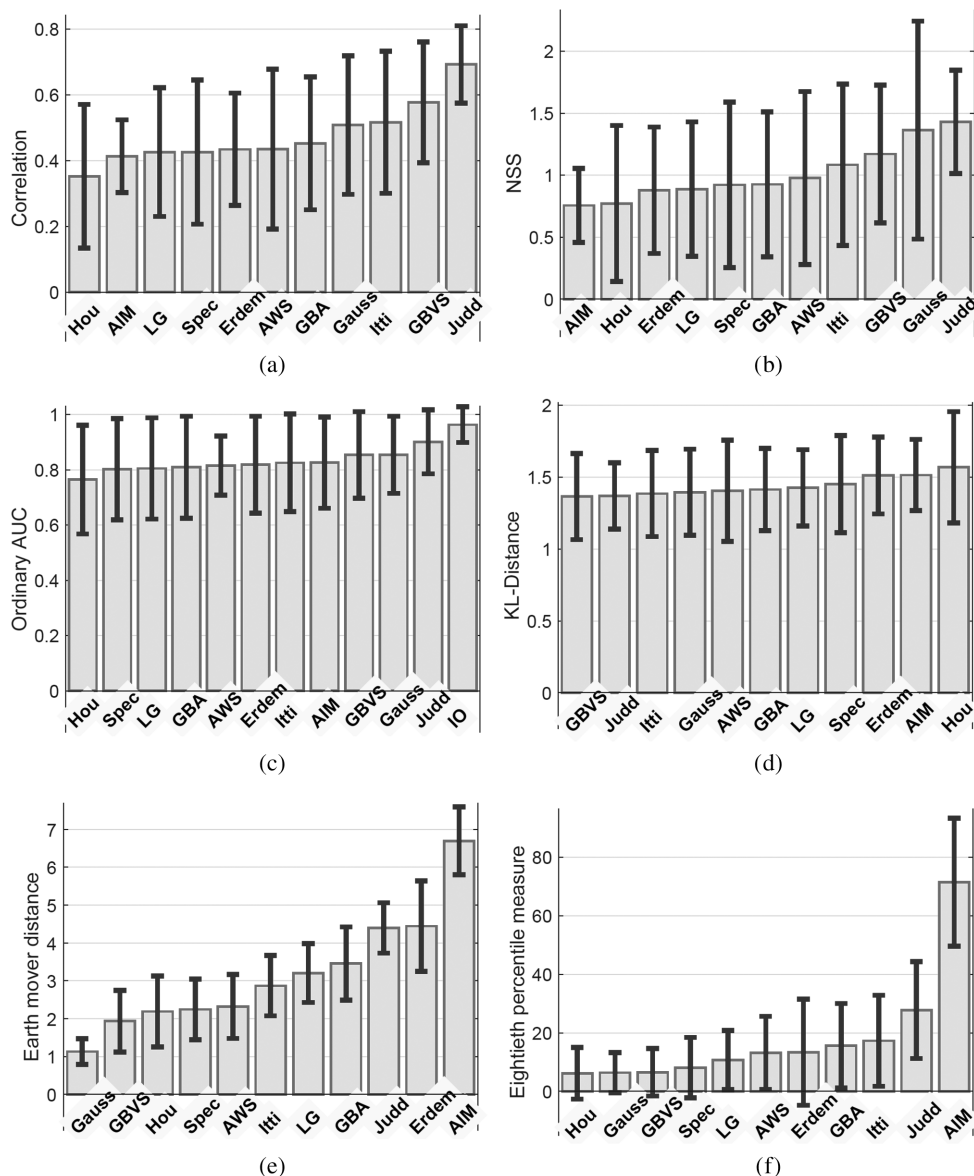 Correlation
0.8
0.6
0.4
0.2
0
Hou AIM LG Spec Erdem AWS GBA Gauss Itti GBVS Judd
(a)
NSS
2
1.5
1
0.5
0
AIM Hou Erdem LG Spec GBA AWS Itti GBVS Gauss Judd
(b)
Ordinary AUC
1
0.8
0.6
0.4
0.2
0
Hou Spec LG GBA AWS Erdem Itti AIM GBVS Gauss Judd IO
(c)
KL-Distance
2
1.5
1
0.5
0
GBVS Judd Itti Gauss AWS GBA LG Spec Erdem AIM Hou
(d)
Earth mover distance
7
6
5
4
3
2
1
0
Gauss GBVS Hou Spec AWS Itti LG GBA Judd Erdem AIM
(e)
Eightieth percentile measure
80
60
40
20
0
Hou Gauss GBVS Spec LG AWS Erdem GBA Itti Judd AIM
(f)